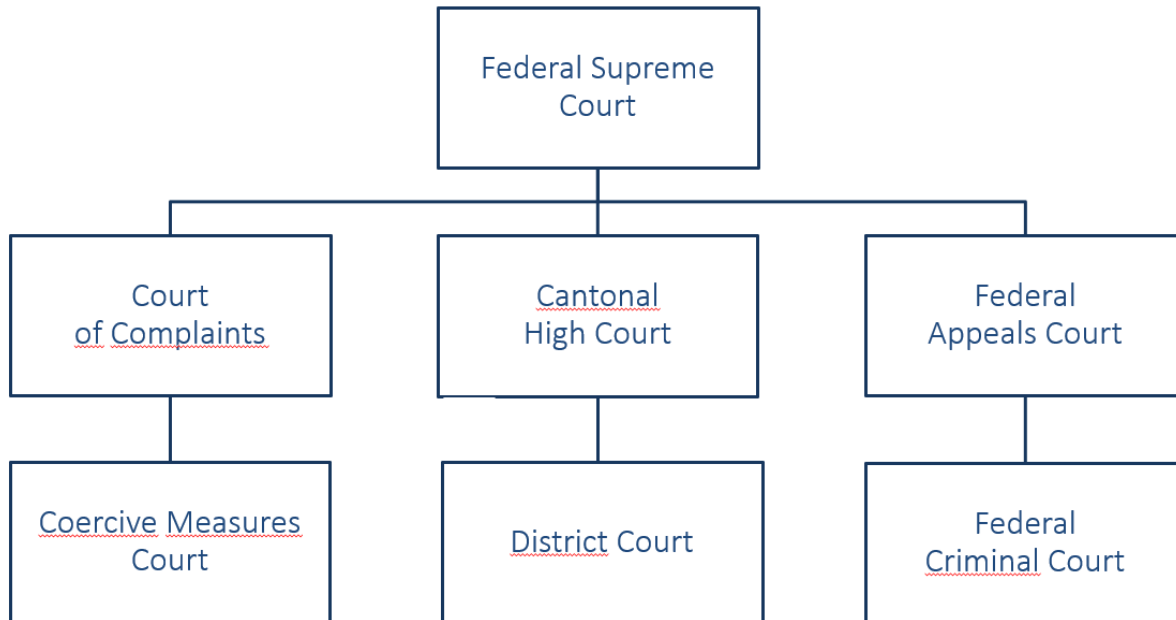 Federal Supreme
Court
Court
of Complaints
Cantonal
High Court
Federal
Appeals Court
Coercive Measures
Court
District Court
Federal
Criminal Court